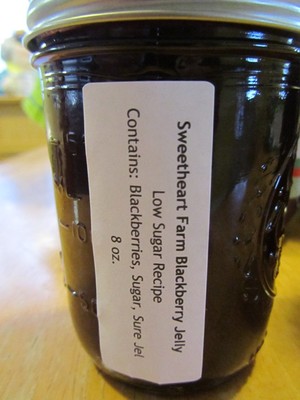 Sweetheart Farm Blackberry Jelly
Low Sugar Recipe
Contains: Blackberries, Sugar, Sure Jel
8 oz.